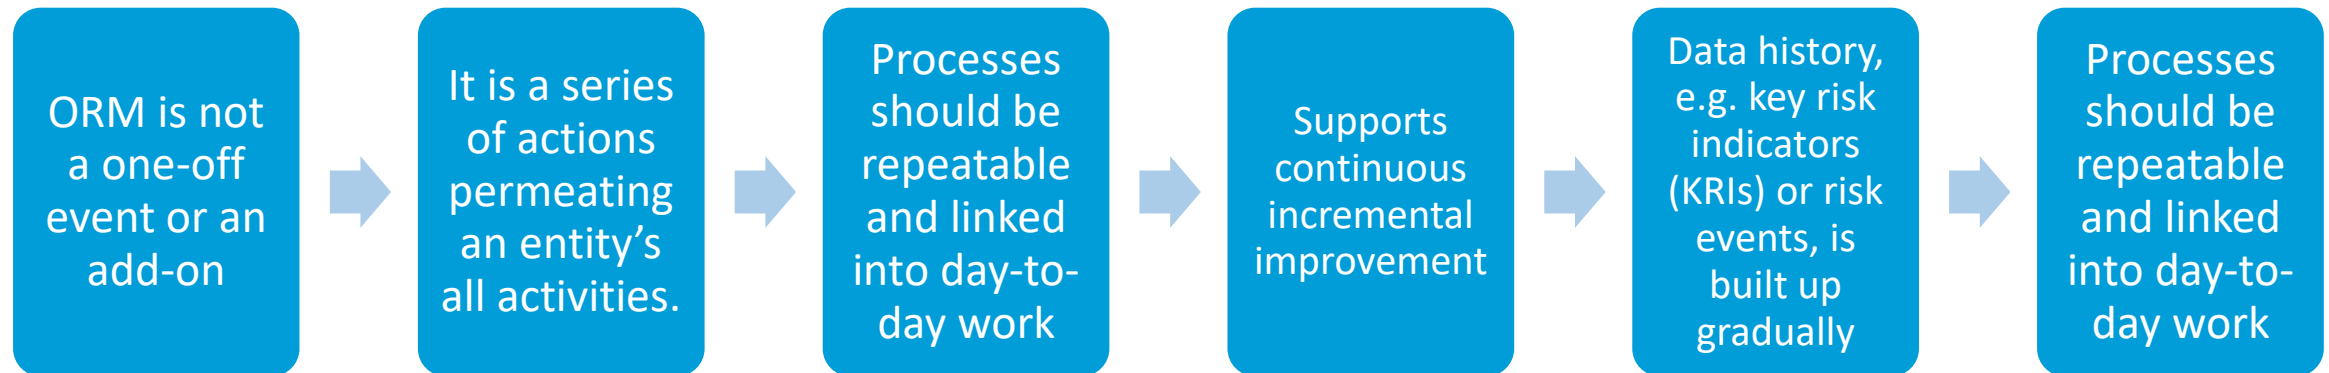 ORM is not
a one-off
event or an
add-on
It is a series
of actions
permeating
an entity’s
all activities.
Processes
should be
repeatable
and linked
into day-to-
day work
Supports
continuous
incremental
improvement
Data history,
e.g. key risk
indicators
(KRIs) or risk
events, is
built up
gradually
Processes
should be
repeatable
and linked
into day-to-
day work